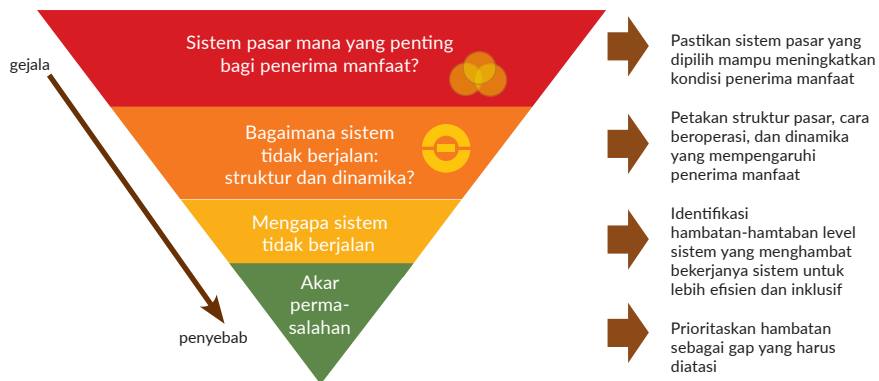 gejala
Sistem pasar mana yang penting
bagi penerima manfaat?
Pastikan sistem pasar yang
dipilih mampu meningkatkan
kondisi penerima manfaat
Bagaimana sistem
tidak berjalan:
struktur dan dinamika?
Petakan struktur pasar, cara
beroperasi, dan dinamika
yang mempengaruhi
penerima manfaat
Mengapa sistem
tidak berjalan
Identifikasi
hambatan-hamtaban level
sistem yang menghambat
bekerjanya sistem untuk
lebih efisien dan inklusif
Akar
perma-
salahan
penyebab
Prioritaskan hambatan
sebagai gap yang harus
diatasi